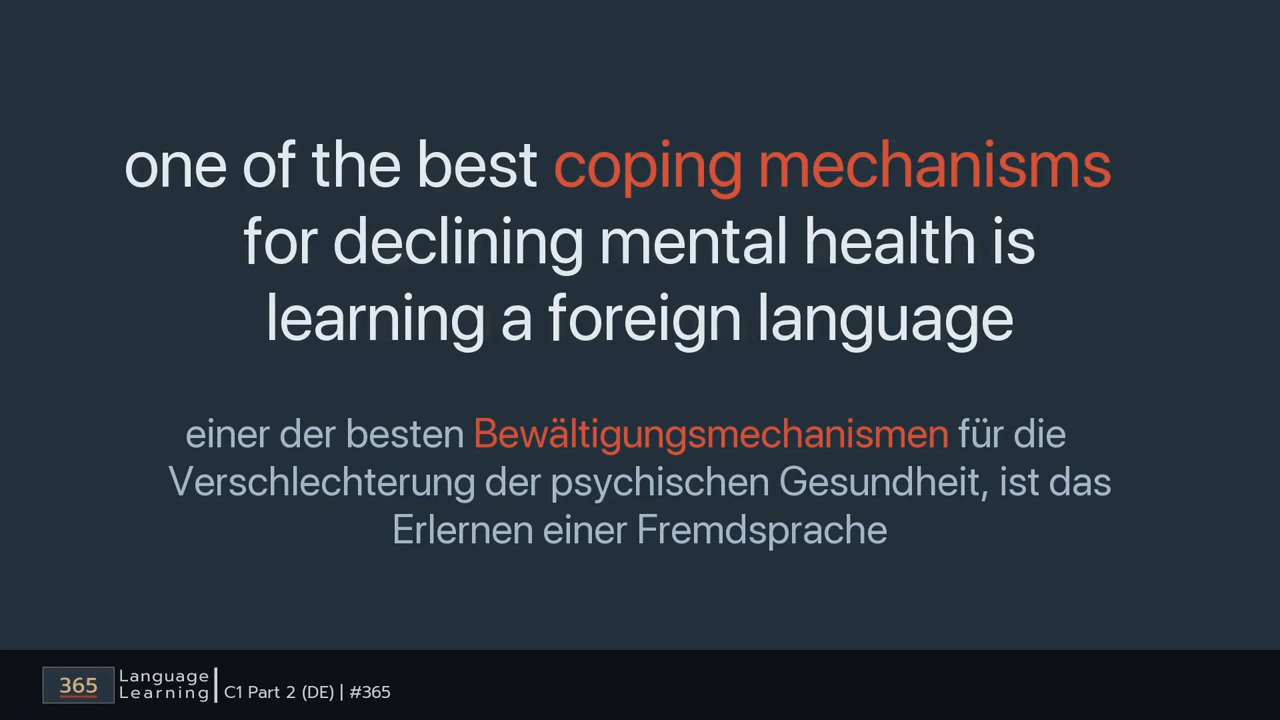 one of the best coping mechanisms
for declining mental health is
learning a foreign language
einer der besten Bewältigungsmechanismen für die
Verschlechterung der psychischen Gesundheit, ist das
Erlernen einer Fremdsprache
365 Language
Learning
C1 Part 2 (DE) | #365